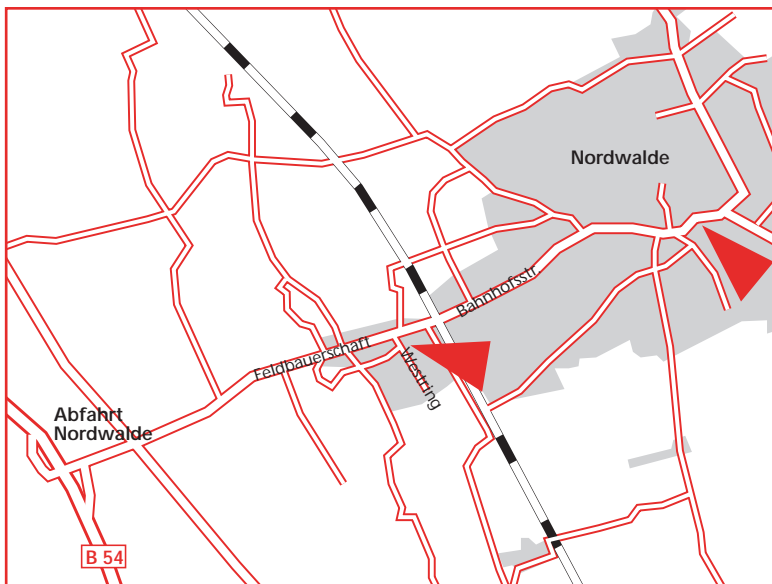 Nordwalde
Bahnhofsstr.
Feldbauerschaft
Westring
Abfahrt
Nordwalde
B 54